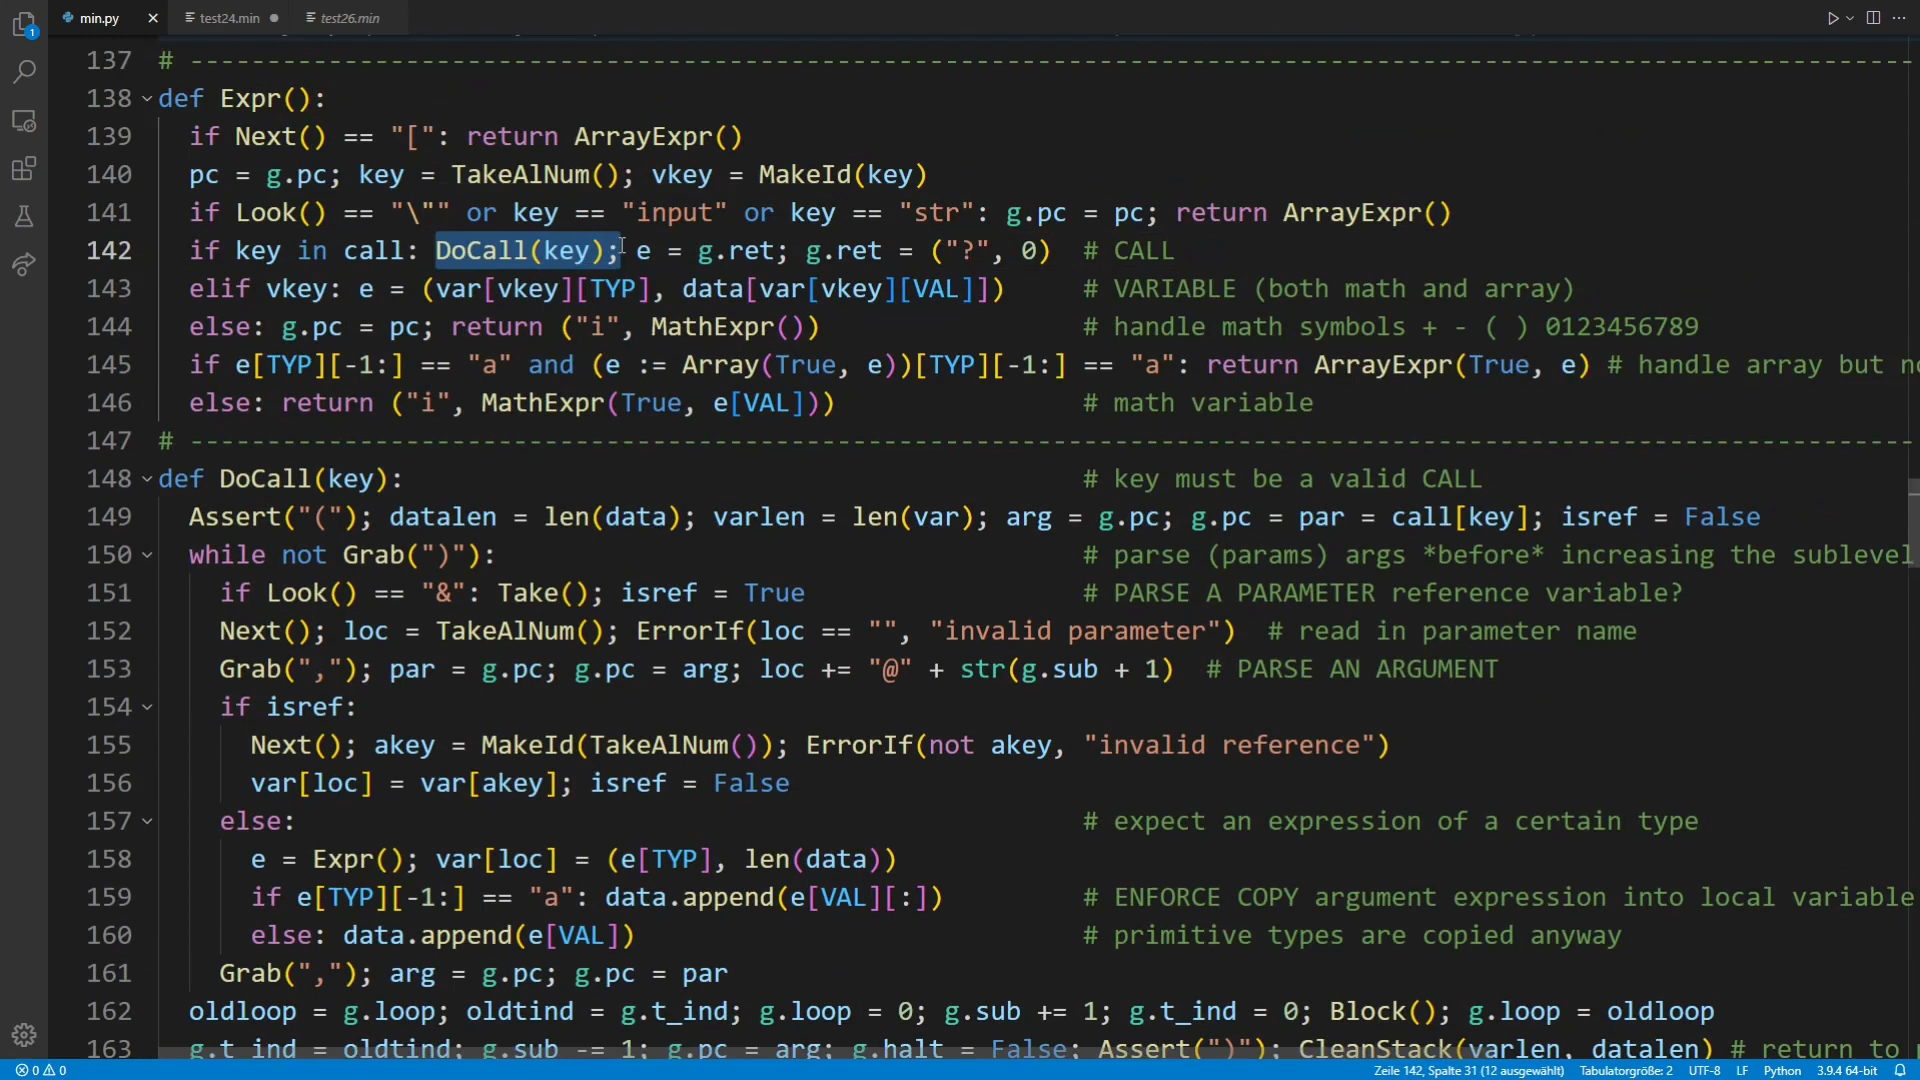 min.py test24.min test26.min
137 # ----------------------------------------------------------------------------------------------------------------
138 def Expr():
139 if Next() == "[": return ArrayExpr()
140 pc = g.pc; key = TakeAlNum(); vkey = MakeId(key)
141 if Look() == "\"" or key == "input" or key == "str": g.pc = pc; return ArrayExpr()
142 if key in call: DoCall(key); e = g.ret; g.ret = ("?", 0) # CALL
143 elif vkey: e = (var[vkey][TYP], data[var[vkey][VAL]]) # VARIABLE (both math and array)
144 else: g.pc = pc; return ("i", MathExpr()) # handle math symbols + - ( ) 0123456789
145 if e[TYP][-1:] == "a" and (e := Array(True, e))[TYP][-1:] == "a": return ArrayExpr(True, e) # handle array but no
146 else: return ("i", MathExpr(True, e[VAL])) # math variable
147 # ----------------------------------------------------------------------------------------------------------------
148 def DoCall(key): # key must be a valid CALL
149 Assert("("); datalen = len(data); varlen = len(var); arg = g.pc; g.pc = par = call[key]; isref = False
150 while not Grab(")"): # parse (params) args *before* increasing the sublevel
151 if Look() == "&": Take(); isref = True # PARSE A PARAMETER reference variable?
152 Next(); loc = TakeAlNum(); ErrorIf(loc == "", "invalid parameter") # read in parameter name
153 Grab(","); par = g.pc; g.pc = arg; loc += "@" + str(g.sub + 1) # PARSE AN ARGUMENT
154 if isref:
155 Next(); akey = MakeId(TakeAlNum()); ErrorIf(not akey, "invalid reference")
156 var[loc] = var[akey]; isref = False
157 else: # expect an expression of a certain type
158 e = Expr(); var[loc] = (e[TYP], len(data))
159 if e[TYP][-1:] == "a": data.append(e[VAL][:]) # ENFORCE COPY argument expression into local variable
160 else: data.append(e[VAL]) # primitive types are copied anyway
161 Grab(","); arg = g.pc; g.pc = par
162 oldloop = g.loop; oldtind = g.t_ind; g.loop = 0; g.sub += 1; g.t_ind = 0; Block(); g.loop = oldloop
163 g.t_ind = oldtind; g.sub -= 1; g.pc = arg; g.halt = False; Assert(")"); CleanStack(varlen, datalen) # return to
1
0 0 Zeile 142, Spalte 31 (12 ausgewählt) Tabulatorgröße: 2 UTF-8 LF Python 3.9.4 64-bit